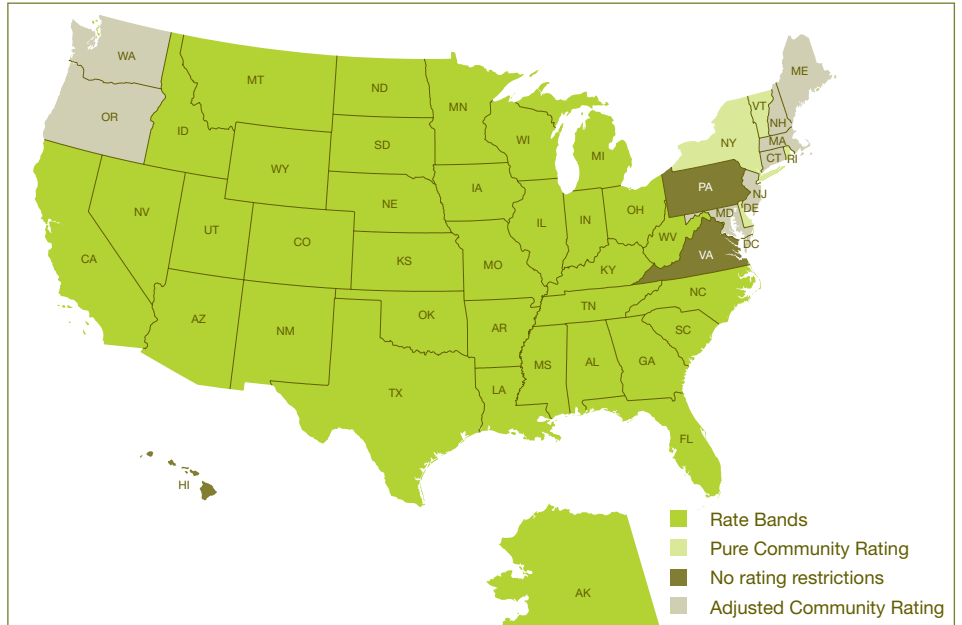 WA
MT
ND
MN
ME
VT
NH
OR
ID
SD
WI
NY
MA
CT
RI
WY
MI
IA
PA
NJ
NE
NV
UT
CO
IL
IN
OH
MD
DE
WV
DC
CA
KS
MO
KY
VA
AZ
NM
OK
AR
TN
NC
SC
MS
AL
GA
TX
LA
FL
HI
AK
Rate Bands
Pure Community Rating
No rating restrictions
Adjusted Community Rating